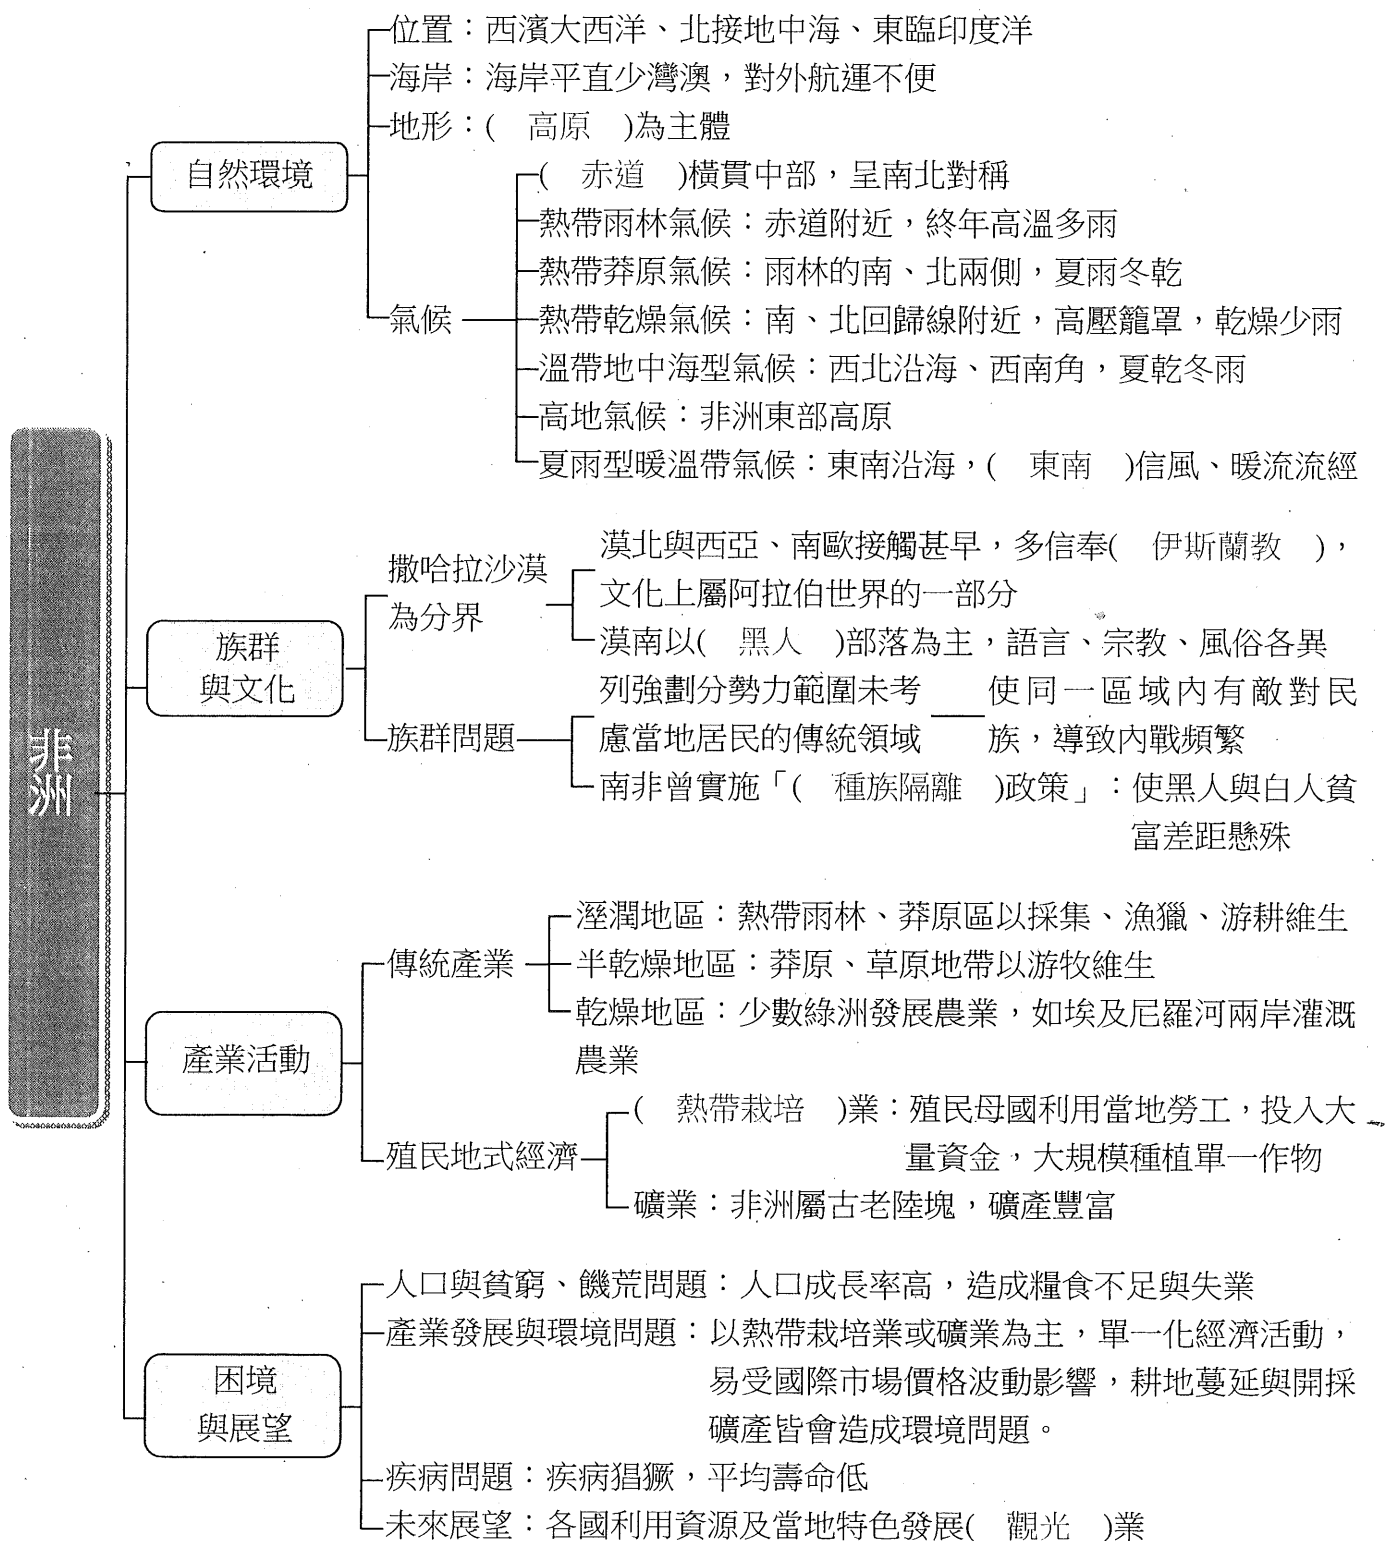 位置：西濱大西洋、北接地中海、東臨印度洋
海岸：海岸平直少灣澳，對外航運不便
地形：(　高原　)為主體
自然環境
(　赤道　)橫貫中部，呈南北對稱
熱帶雨林氣候：赤道附近，終年高溫多雨
熱帶莽原氣候：雨林的南、北兩側，夏雨冬乾
氣候
熱帶乾燥氣候：南、北回歸線附近，高壓籠罩，乾燥少雨
溫帶地中海型氣候：西北沿海、西南角，夏乾冬雨
高地氣候：非洲東部高原
夏雨型暖溫帶氣候：東南沿海，(　東南　)信風、暖流流經
非洲
族群
與文化
撒哈拉沙漠
為分界
漠北與西亞、南歐接觸甚早，多信奉(　伊斯蘭教　)，
文化上屬阿拉伯世界的一部分
漠南以(　黑人　)部落為主，語言、宗教、風俗各異
族群問題
列強劃分勢力範圍未考
慮當地居民的傳統領域
使同一區域內有敵對民
族，導致內戰頻繁
南非曾實施「(　種族隔離　)政策」：使黑人與白人貧
富差距懸殊
產業活動
傳統產業
溼潤地區：熱帶雨林、莽原區以採集、漁獵、游耕維生
半乾燥地區：莽原、草原地帶以游牧維生
乾燥地區：少數綠洲發展農業，如埃及尼羅河兩岸灌溉
農業
殖民地式經濟
(　熱帶栽培　)業：殖民母國利用當地勞工，投入大
量資金，大規模種植單一作物
礦業：非洲屬古老陸塊，礦產豐富
困境
與展望
人口與貧窮、饑荒問題：人口成長率高，造成糧食不足與失業
產業發展與環境問題：以熱帶栽培業或礦業為主，單一化經濟活動，
易受國際市場價格波動影響，耕地蔓延與開採
礦產皆會造成環境問題。
疾病問題：疾病猖獗，平均壽命低
未來展望：各國利用資源及當地特色發展(　觀光　)業